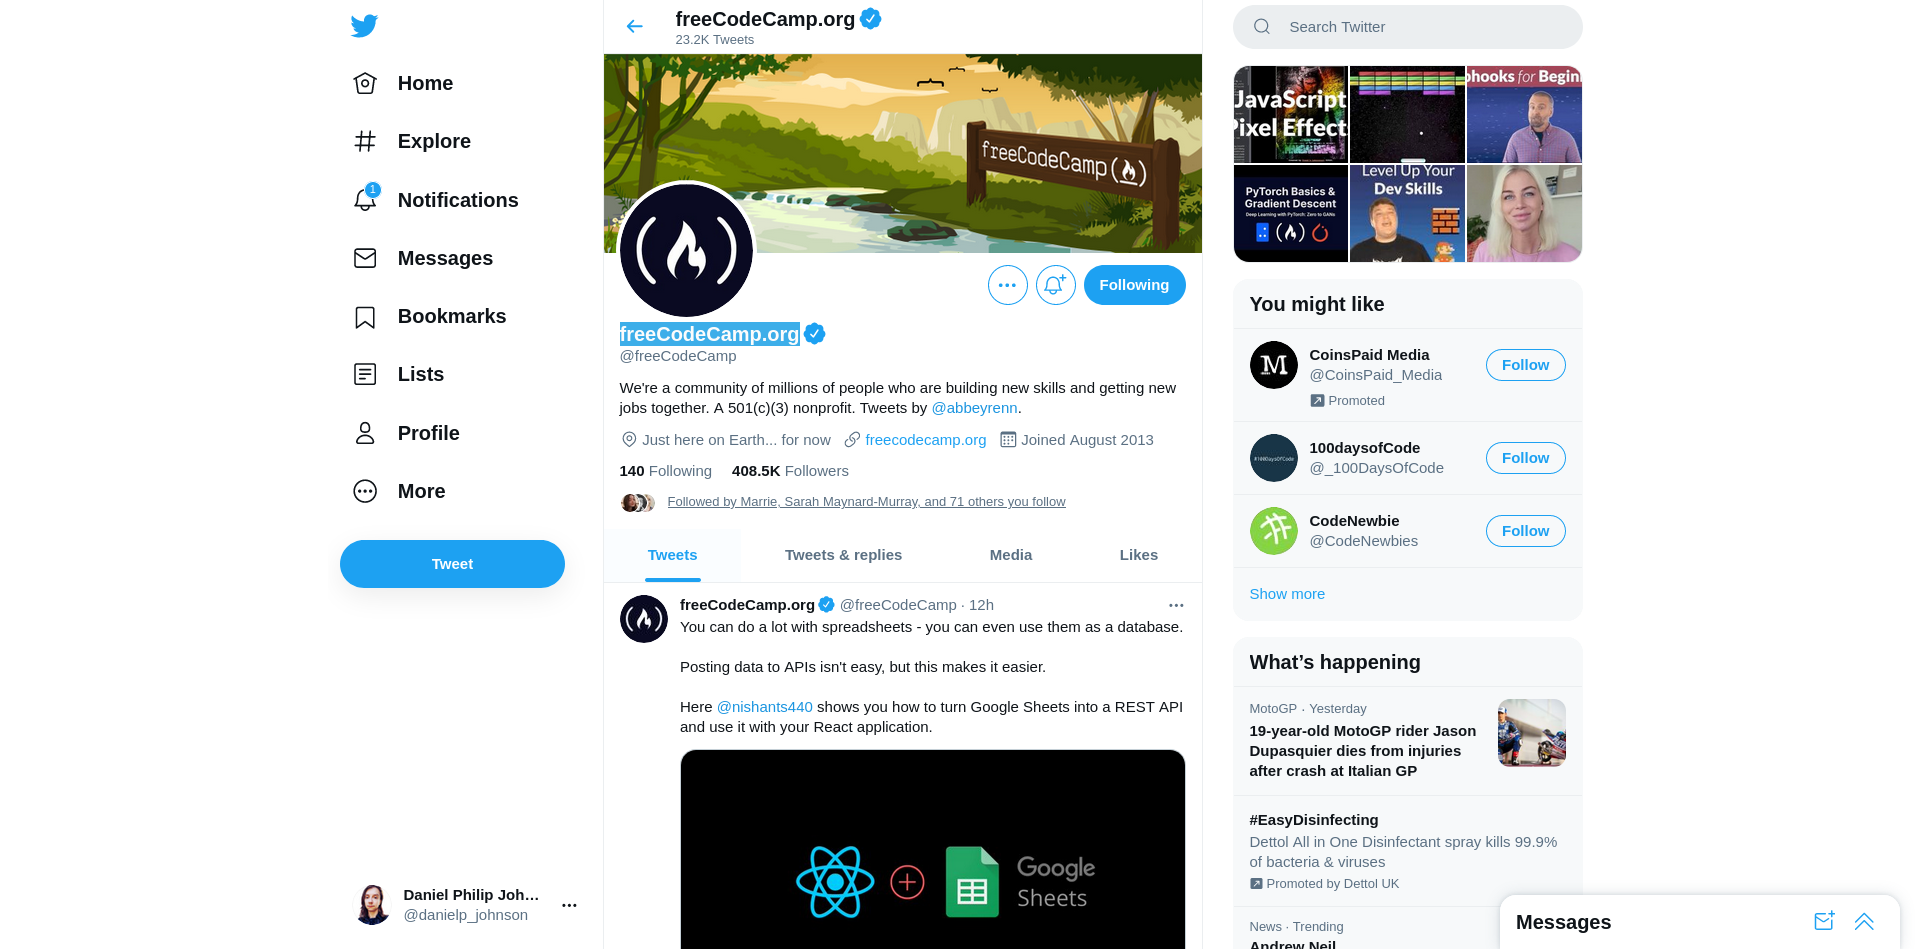 Home
Explore
1
Notifications
Messages
Bookmarks
Lists
Profile
More
Tweet
Daniel Philip Joh...
@danielp_johnson
freeCodeCamp.org
23.2K Tweets
freeCodeCamp(
)
Following
freeCodeCamp.org
@freeCodeCamp
We're a community of millions of people who are building new skills and getting new
jobs together. A 501(c)(3) nonprofit. Tweets by @abbeyrenn.
Just here on Earth... for now freecodecamp.org Joined August 2013
140 Following 408.5K Followers
Followed by Marrie, Sarah Maynard-Murray, and 71 others you follow
Tweets Tweets & replies Media Likes
freeCodeCamp.org @freeCodeCamp · 12h
You can do a lot with spreadsheets - you can even use them as a database.
Posting data to APIs isn't easy, but this makes it easier.
Here @nishants440 shows you how to turn Google Sheets into a REST API
and use it with your React application.
Google
Sheets
Search Twitter
JavaScript
Pixel Effect
hooks for Begin
PyTorch Basics &
Gradient Descent
Deep Learning with PyTorch: Zero to GANs
Level Up Your
Dev Skills
You might like
M
CoinsPaid Media
@CoinsPaid_Media
Follow
Promoted
#100DaysOfCode
100daysofCode
@_100DaysOfCode
Follow
CodeNewbie
@CodeNewbies
Follow
Show more
What's happening
MotoGP · Yesterday
19-year-old MotoGP rider Jason
Dupasquier dies from injuries
after crash at Italian GP
#EasyDisinfecting
Dettol All in One Disinfectant spray kills 99.9%
of bacteria & viruses
Promoted by Dettol UK
News · Trending
Andrew Neil
Messages